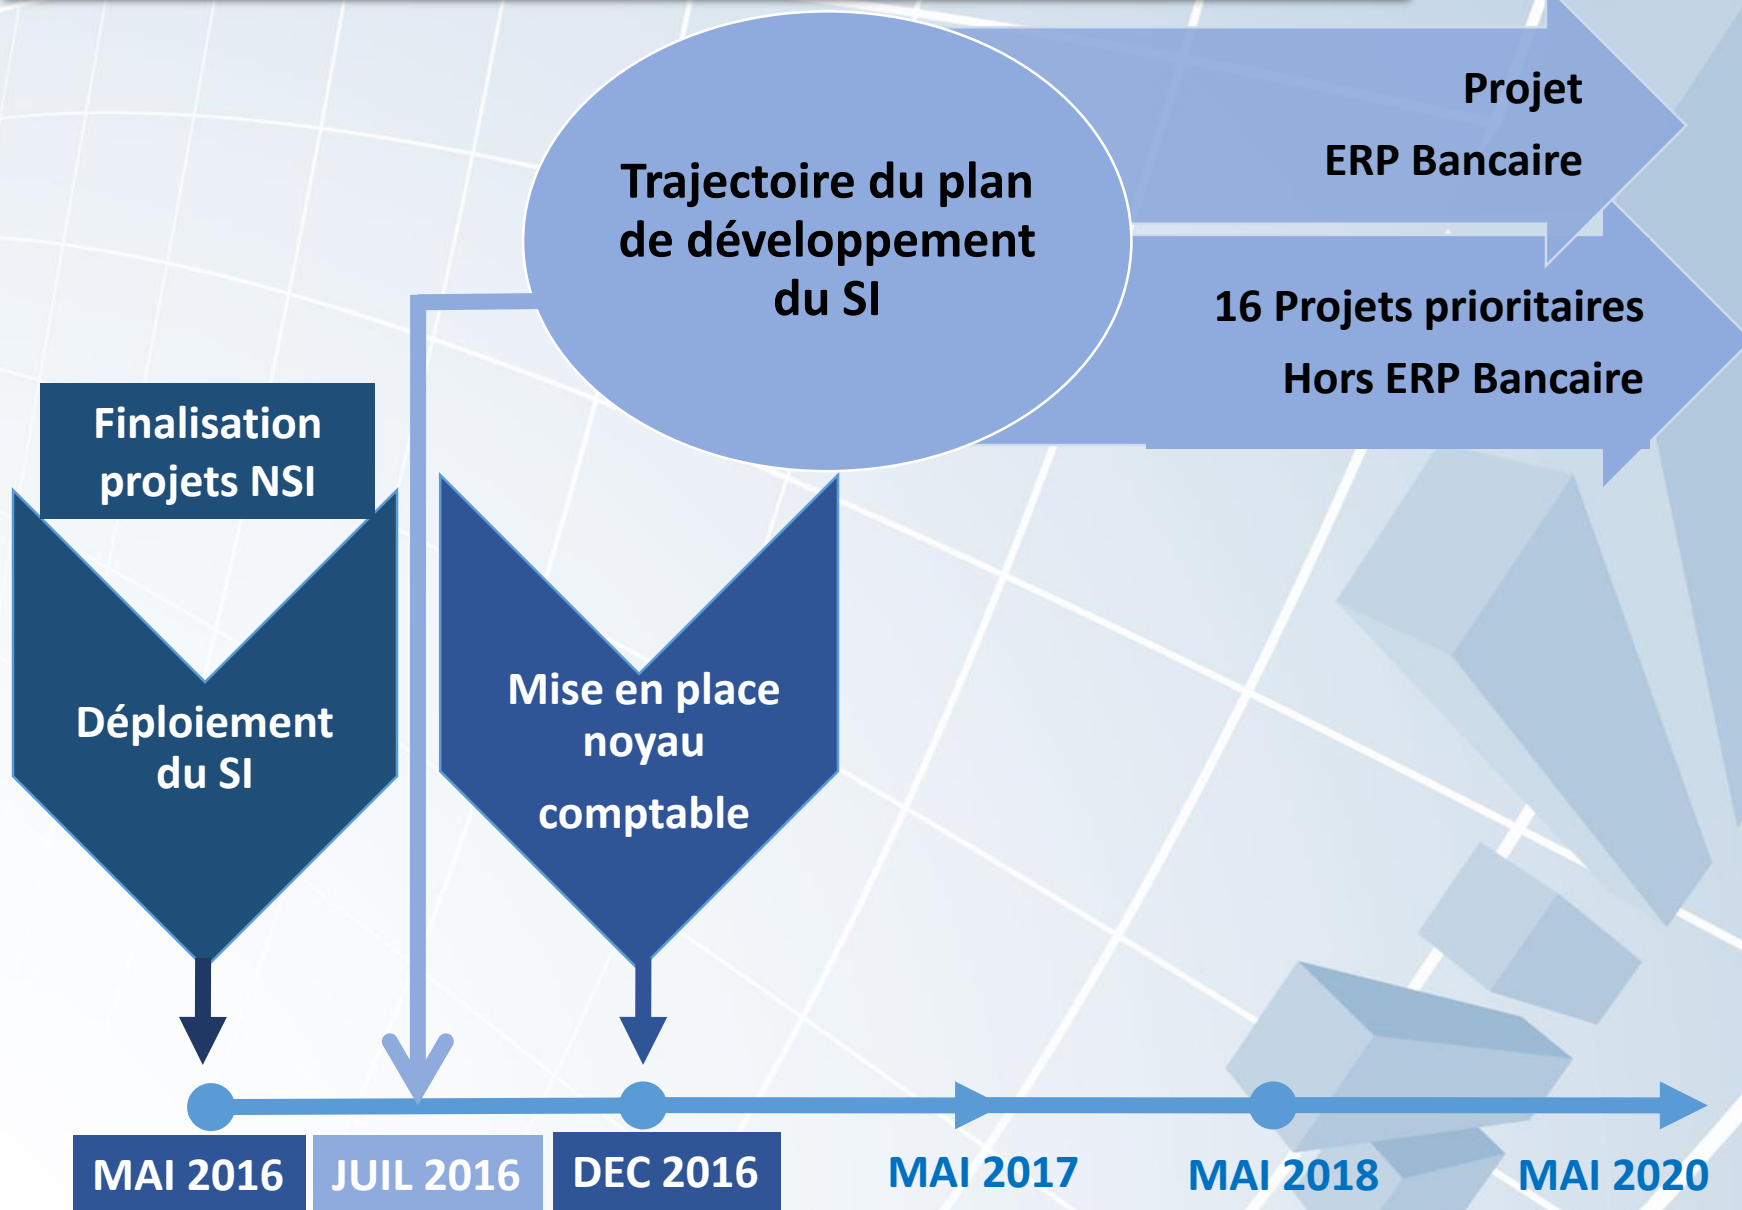 Projet
ERP Bancaire
Trajectoire du plan
de développement
du SI
16 Projets prioritaires
Hors ERP Bancaire
Finalisation
projets NSI
Déploiement
du SI
Mise en place
noyau
comptable
MAI 2016
JUIL 2016
DEC 2016
MAI 2017
MAI 2018
MAI 2020